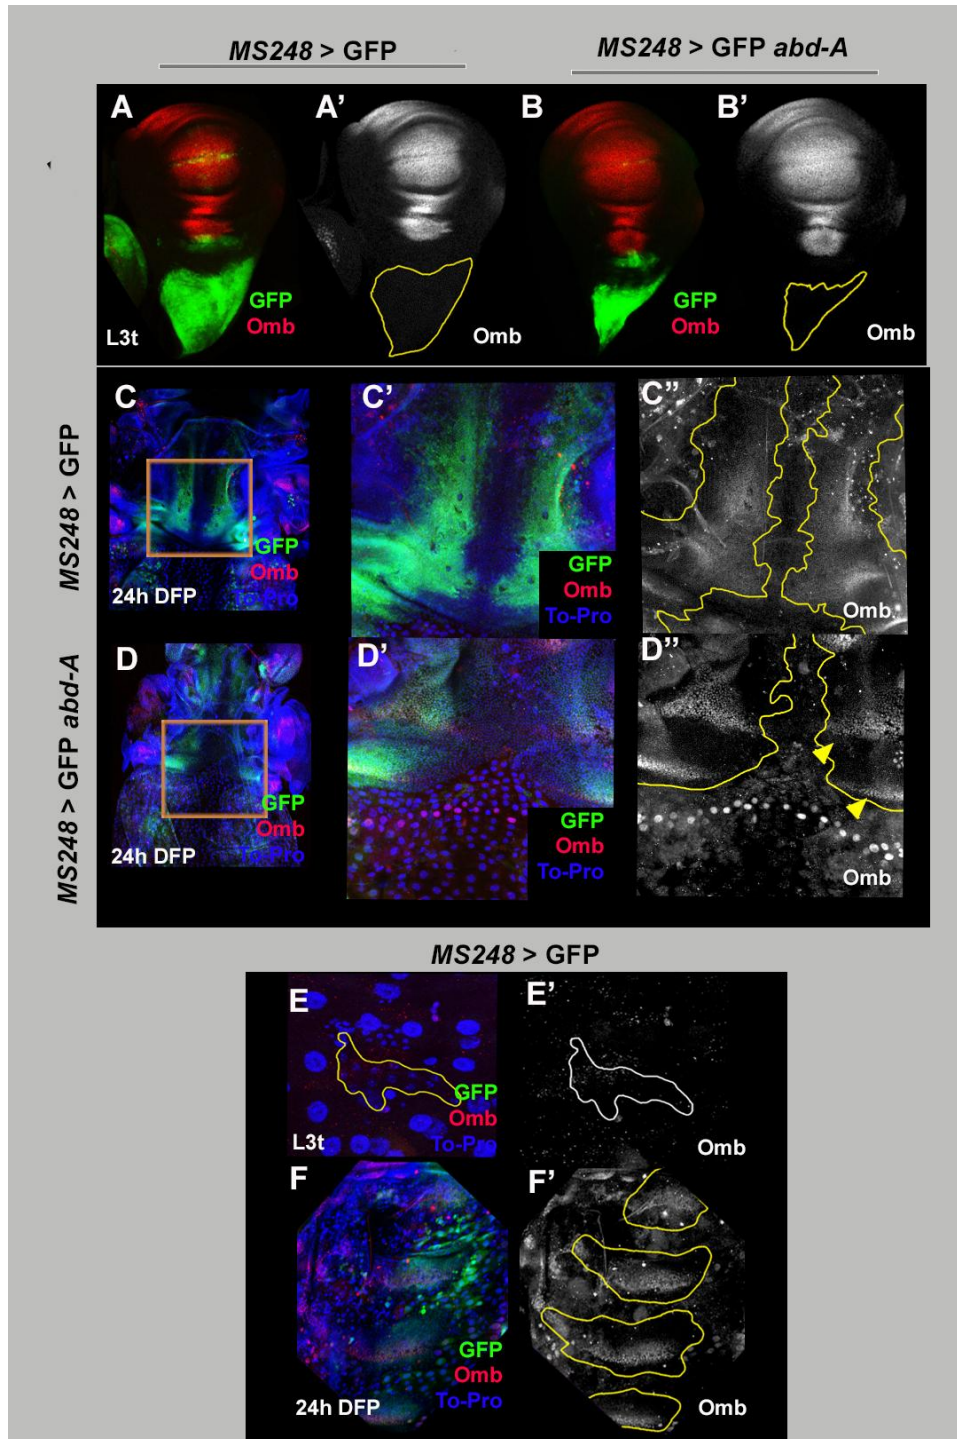 MS248 > GFP
MS248 > GFP abd-A
A
A’
B
B’
GFP
Omb
L3t
Omb
GFP
Omb
Omb
MS248 > GFP
C
C’
C’’
GFP
Omb
To-Pro
24h DFP
GFP
Omb
To-Pro
Omb
MS248 > GFP abd-A
D
D’
D’’
GFP
Omb
To-Pro
24h DFP
GFP
Omb
To-Pro
Omb
MS248 > GFP
E
E’
GFP
Omb
To-Pro
L3t
Omb
F
F’
GFP
Omb
To-Pro
24h DFP
Omb